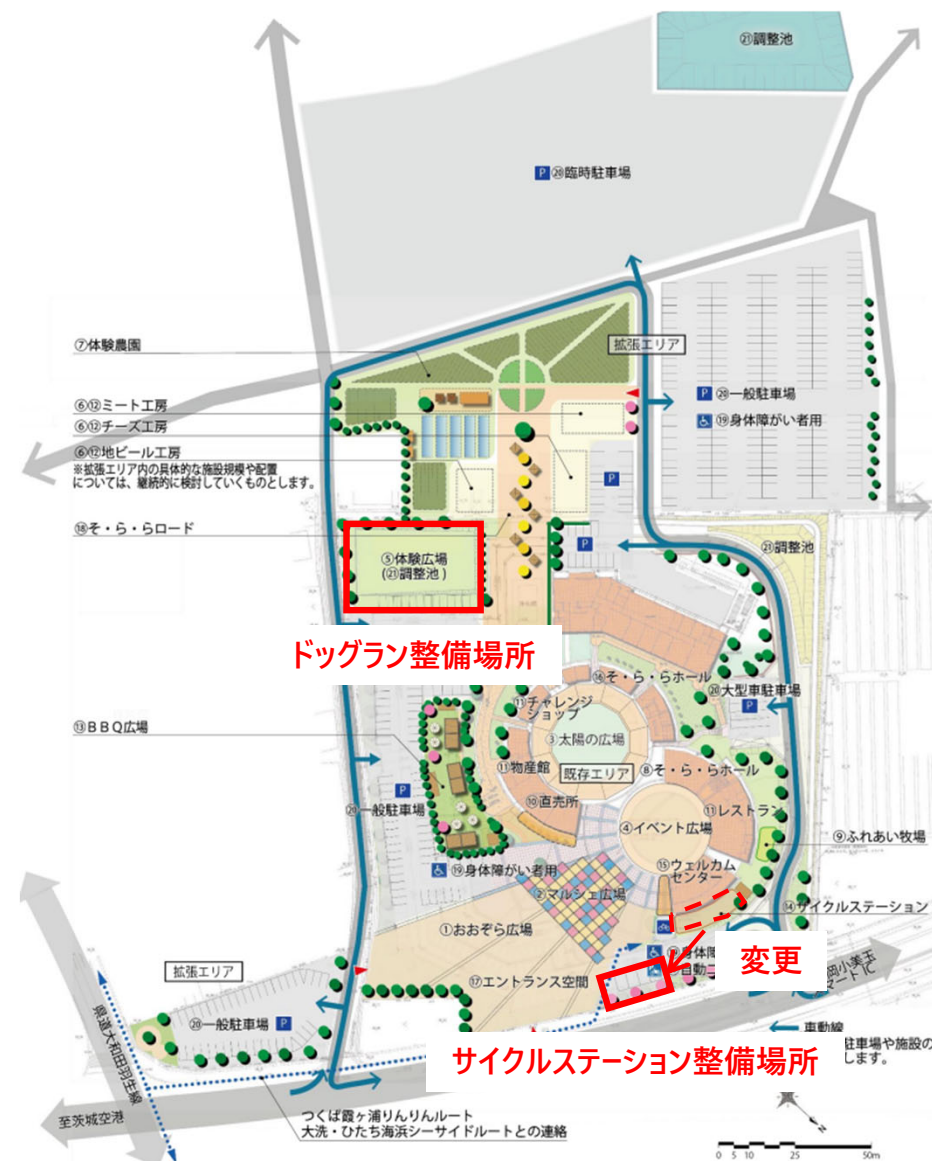 ㉑調整池
P ⑳臨時駐車場
⑦体験農園
拡張エリア
P ⑳一般駐車場
⑲身体障がい者用
⑥⑫ミート工房
⑥⑫チーズ工房
⑥⑫地ビール工房
※拡張エリア内の具体的な施設規模や配置
については、継続的に検討していくものとします。
P
⑱そ・ら・らロード
P
㉑調整池
⑤体験広場
(㉑調整池)
ドッグラン整備場所
⑯そ・ら・らホール
⑳大型車駐車場
P
⑪チャレンジ
ショップ
⑬BBQ広場
③太陽の広場
⑪物産館
既存エリア
⑧そ・ら・らホール
P
⑳一般駐車場
⑩直売所
⑪レストラン
④イベント広場
⑨ふれあい牧場
⑲身体障がい者用
⑮ウェルカム
センター
②マルシェ広場
⑭サイクルステーション
①おおぞら広場
変更
拡張エリア
⑰エントランス空間
⑳一般駐車場 P
県道大和田羽生線
車動線
サイクルステーション整備場所
駐車場や施設の
します。
至茨城空港
つくば霞ヶ浦りんりんルート
大洗・ひたち海浜シーサイドルートとの連絡
N
0 5 10 25 50m